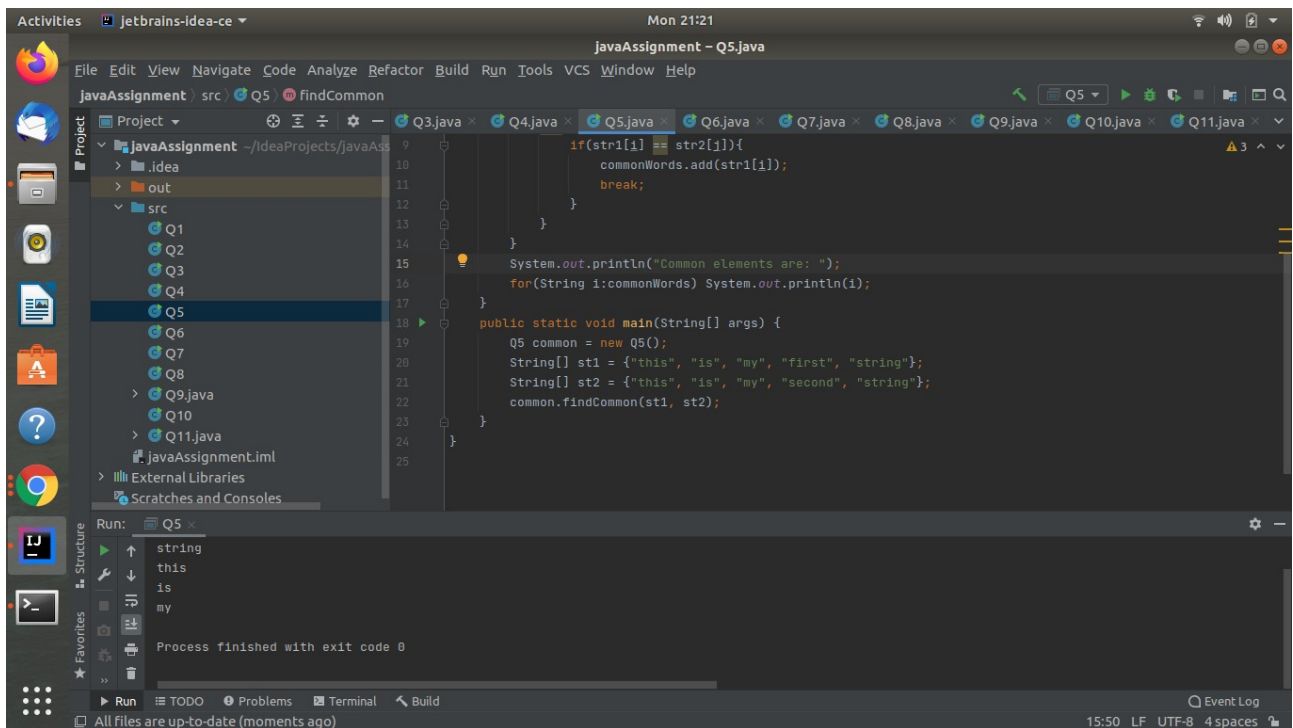 Activities jetbrains-idea-ce Mon 21:21
javaAssignment – Q5.java
File Edit View Navigate Code Analyze Refactor Build Run Tools VCS Window Help
javaAssignment src Q5 findCommon Q5
Project Q3.java Q4.java Q5.java Q6.java Q7.java Q8.java Q9.java Q10.java Q11.java
Project
javaAssignment ~/IdeaProjects/javaAss
.idea
out
src
Q1
Q2
Q3
Q4
Q5
Q6
Q7
Q8
Q9.java
Q10
Q11.java
javaAssignment.iml
External Libraries
Scratches and Consoles
9 if(str1[i] == str2[j]){ 3
10 commonWords.add(str1[i]);
11 break;
12 }
13 }
14 }
15 System.out.println("Common elements are: ");
16 for(String i:commonWords) System.out.println(i);
17 }
18 public static void main(String[] args) {
19 Q5 common = new Q5();
20 String[] st1 = {"this", "is", "my", "first", "string"};
21 String[] st2 = {"this", "is", "my", "second", "string"};
22 common.findCommon(st1, st2);
23 }
24 }
25
Structure
Favorites
Run: Q5
string
this
is
my
Process finished with exit code 0
Run TODO Problems Terminal Build Event Log
All files are up-to-date (moments ago) 15:50 LF UTF-8 4 spaces